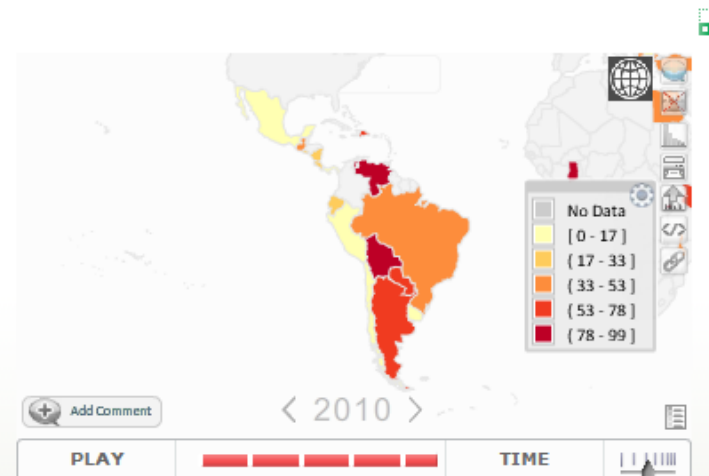 No Data
[ 0 - 17 ]
( 17 - 33 ]
( 33 - 53 ]
( 53 - 78 ]
( 78 - 99 ]
Add Comment
< 2010 >
PLAY
TIME